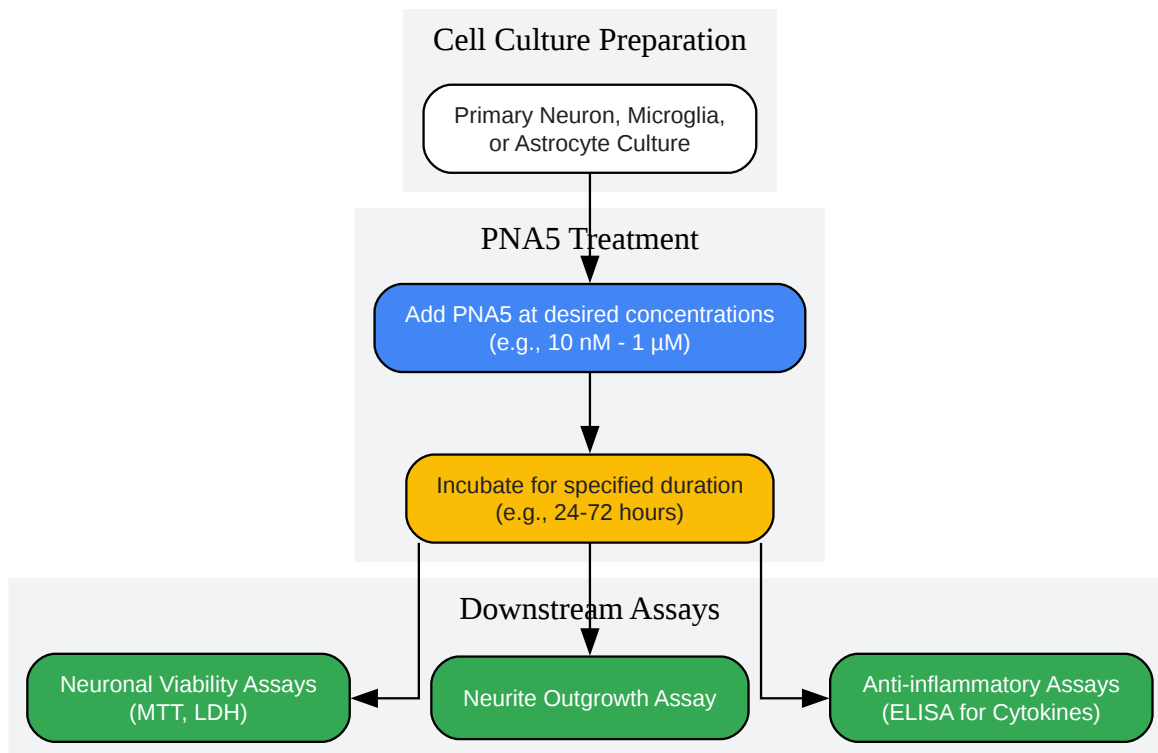 Cell Culture Preparation
Primary Neuron, Microglia,
or Astrocyte Culture
PNA5 Treatment
Add PNA5 at desired concentrations
(e.g., 10 nM - 1 µM)
Incubate for specified duration
(e.g., 24-72 hours)
Downstream Assays
Neuronal Viability Assays
(MTT, LDH)
Neurite Outgrowth Assay
Anti-inflammatory Assays
(ELISA for Cytokines)